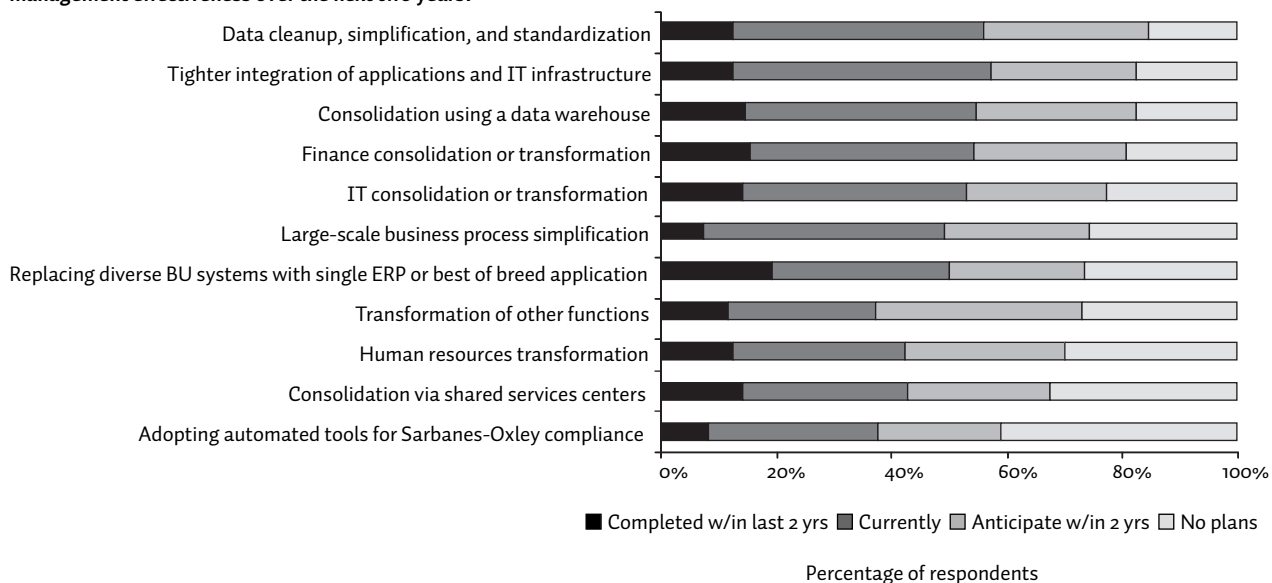 Data cleanup, simplification, and standardization
Tighter integration of applications and IT infrastructure
Consolidation using a data warehouse
Finance consolidation or transformation
IT consolidation or transformation
Large-scale business process simplification
Replacing diverse BU systems with single ERP or best of breed application
Transformation of other functions
Human resources transformation
Consolidation via shared services centers
Adopting automated tools for Sarbanes-Oxley compliance
0% 20% 40% 60% 80% 100%
Completed w/in last 2 yrs Currently Anticipate w/in 2 yrs No plans
Percentage of respondents